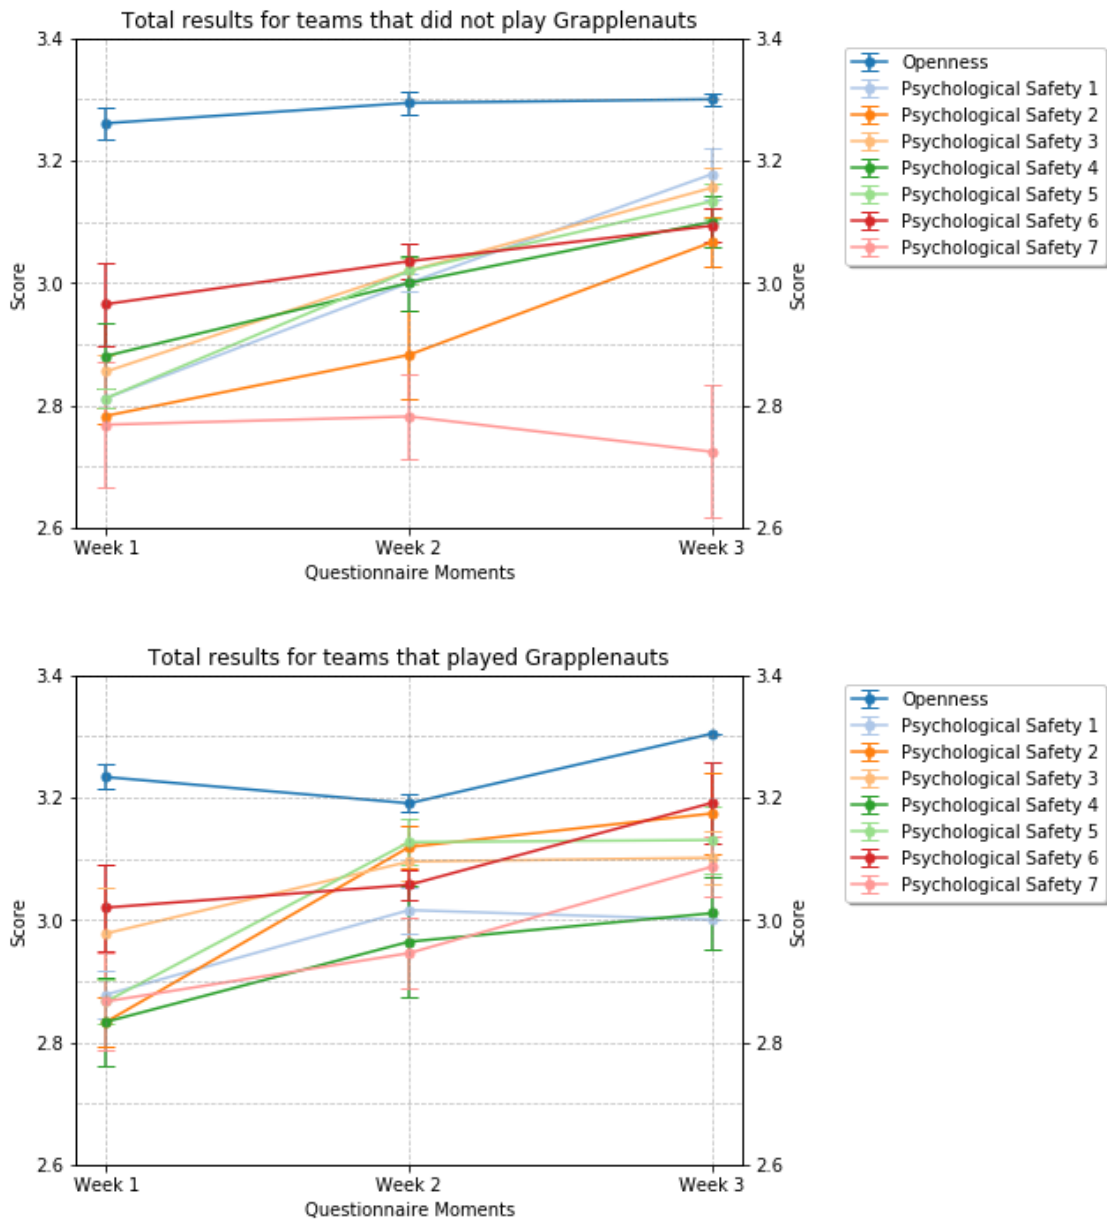 Total results for teams that did not play Grapplenauts
3.4
3.2
3.0
2.8
2.6
Score
3.4
3.2
3.0
2.8
2.6
Score
Week 1
Week 2
Week 3
Questionnaire Moments
Openness
Psychological Safety 1
Psychological Safety 2
Psychological Safety 3
Psychological Safety 4
Psychological Safety 5
Psychological Safety 6
Psychological Safety 7
Total results for teams that played Grapplenauts
3.4
3.2
3.0
2.8
2.6
Score
3.4
3.2
3.0
2.8
2.6
Score
Week 1
Week 2
Week 3
Questionnaire Moments
Openness
Psychological Safety 1
Psychological Safety 2
Psychological Safety 3
Psychological Safety 4
Psychological Safety 5
Psychological Safety 6
Psychological Safety 7